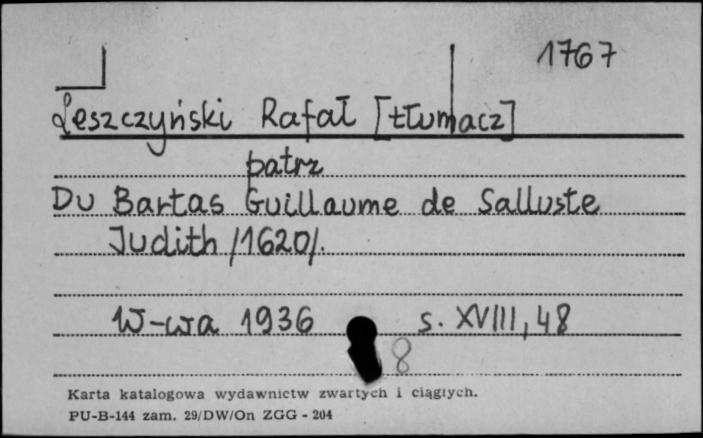 1767
Leszczyński Rafał [tłumacz]
patrz
Du Bartas Guillaume de Salluste
Judith /1620/.
W-wa 1936 s. XVIII, 48
8
Karta katalogowa wydawnictw zwartych i ciągłych.
PU-B-144 zam. 29/DW/On ZGG - 204